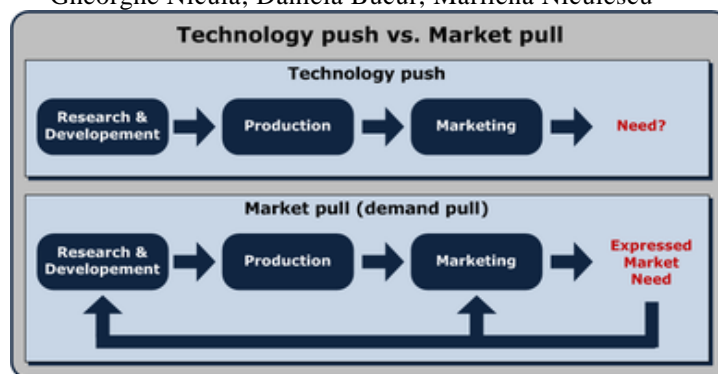 Technology push vs. Market pull
Technology push
Research &
Developement
Production
Marketing
Need?
Market pull (demand pull)
Research &
Developement
Production
Marketing
Expressed
Market
Need